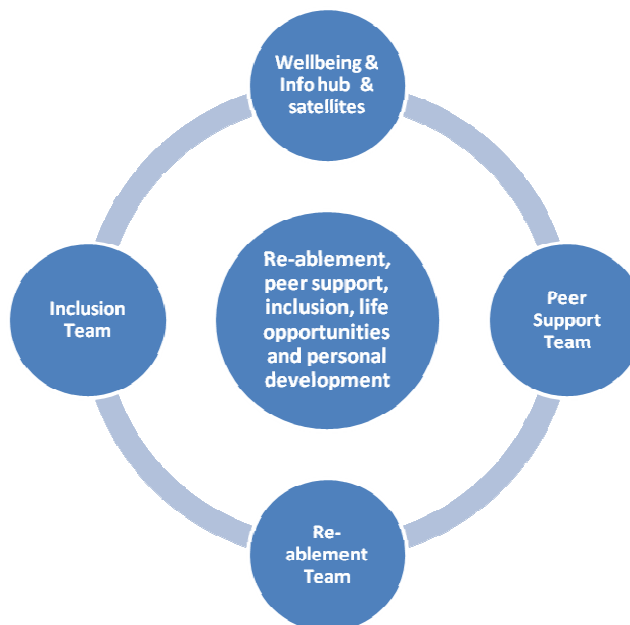 Wellbeing &
Info hub &
satellites
Re-ablement,
peer support,
inclusion, life
opportunities
and personal
development
Inclusion
Team
Peer
Support
Team
Re-
ablement
Team